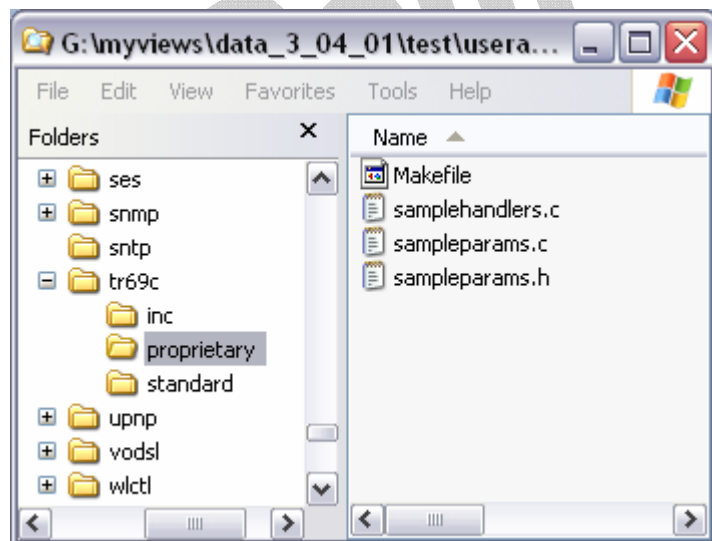 G:\myviews\data_3_04_01\test\usera...
File Edit View Favorites Tools Help
Folders
ses
snmp
sntp
tr69c
inc
proprietary
standard
upnp
vodsl
wlctl
Name
Makefile
samplehandlers.c
sampleparams.c
sampleparams.h